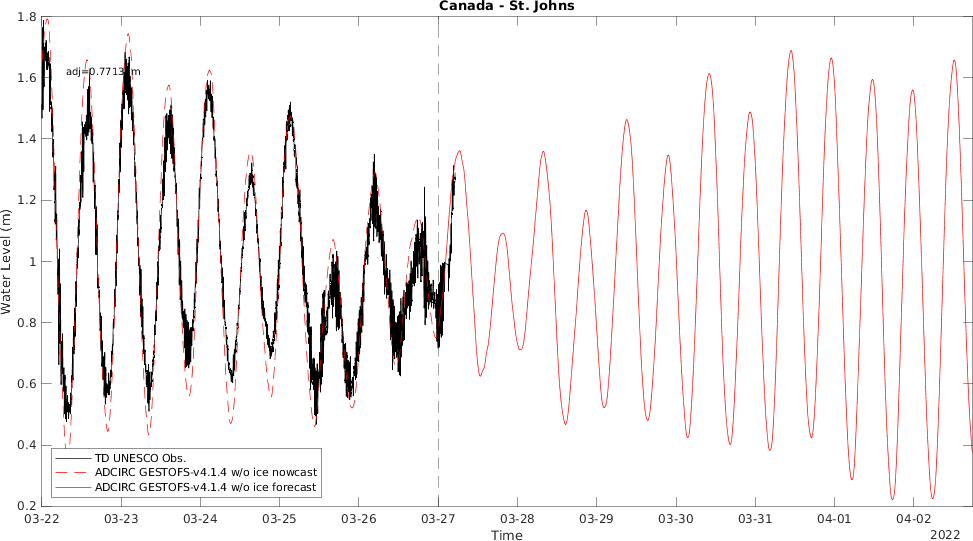 Canada - St. Johns
1.8
1.6
1.4
1.2
1
0.8
0.6
0.4
0.2
Water Level (m)
adj=0.7713 m
TD UNESCO Obs.
ADCIRC GESTOFS-v4.1.4 w/o ice nowcast
ADCIRC GESTOFS-v4.1.4 w/o ice forecast
03-22 03-23 03-24 03-25 03-26 03-27 03-28 03-29 03-30 03-31 04-01 04-02
Time
2022